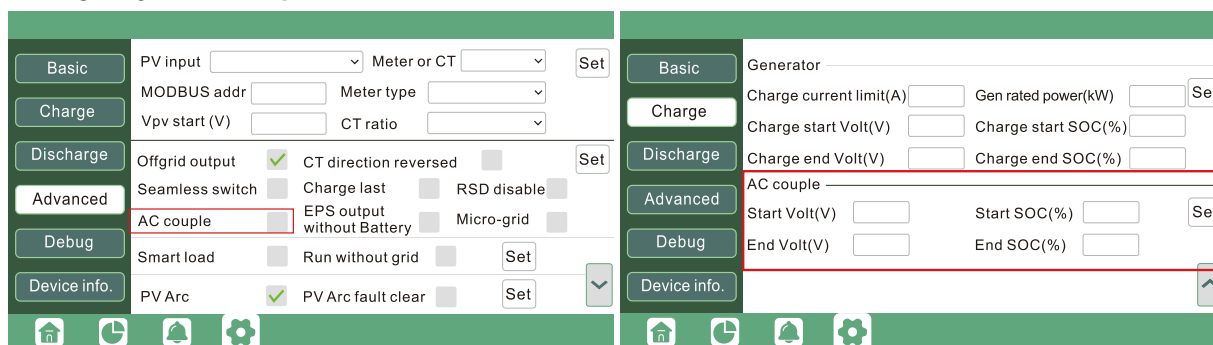 Basic
Charge
Discharge
Advanced
Debug
Device info.
PV input Meter or CT Set
MODBUS addr Meter type
Vpv start (V) CT ratio
Offgrid output CT direction reversed Set
Seamless switch Charge last RSD disable
AC couple EPS output without Battery Micro-grid
Smart load Run without grid Set
PV Arc PV Arc fault clear Set
Basic
Charge
Discharge
Advanced
Debug
Device info.
Generator
Charge current limit(A) Gen rated power(kW) Se
Charge start Volt(V) Charge start SOC(%)
Charge end Volt(V) Charge end SOC(%)
AC couple
Start Volt(V) Start SOC(%) Se
End Volt(V) End SOC(%)